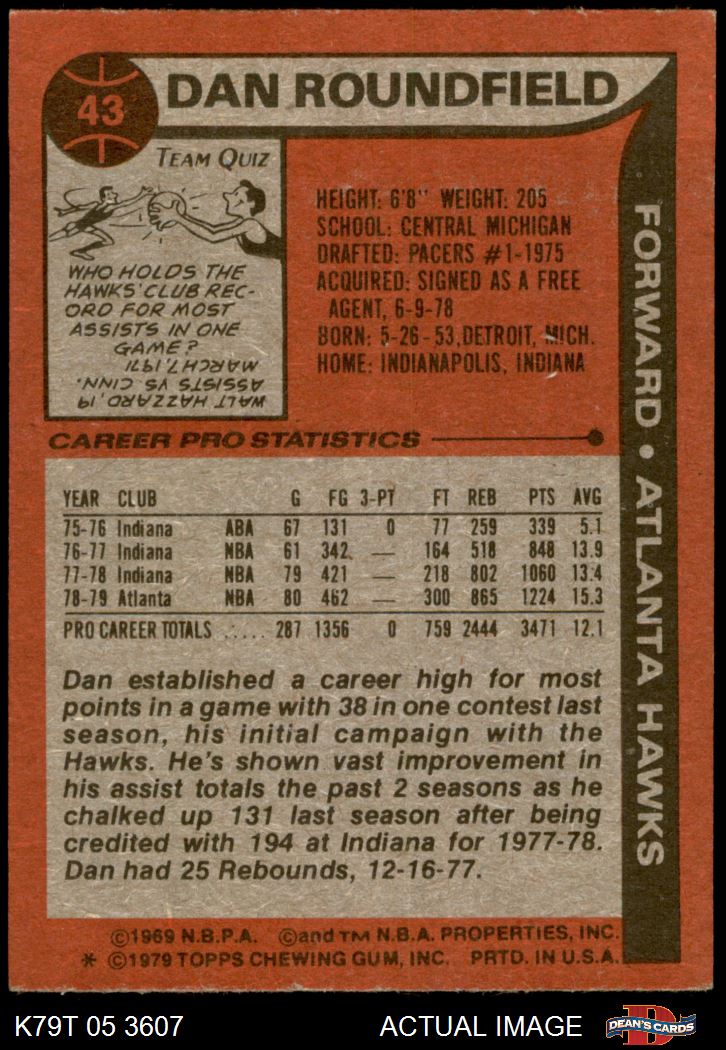 43
DAN ROUNDFIELD
TEAM QUIZ
WHO HOLDS THE
HAWKS' CLUB REC-
ORD FOR MOST
ASSISTS IN ONE
GAME?
WALT HAZZARD, 19
ASSISTS VS. CINN.
MARCH 7, 1971
HEIGHT: 6'8" WEIGHT: 205
SCHOOL: CENTRAL MICHIGAN
DRAFTED: PACERS #1-1975
ACQUIRED: SIGNED AS A FREE
AGENT, 6-9-78
BORN: 5-26-53, DETROIT, MICH.
HOME: INDIANAPOLIS, INDIANA
FORWARD • ATLANTA HAWKS
CAREER PRO STATISTICS
YEAR CLUB G FG 3-PT FT REB PTS AVG
75-76 Indiana ABA 67 131 0 77 259 339 5.1
76-77 Indiana NBA 61 342 — 164 518 848 13.9
77-78 Indiana NBA 79 421 — 218 802 1060 13.4
78-79 Atlanta NBA 80 462 — 300 865 1224 15.3
PRO CAREER TOTALS ..... 287 1356 0 759 2444 3471 12.1
Dan established a career high for most
points in a game with 38 in one contest last
season, his initial campaign with the
Hawks. He's shown vast improvement in
his assist totals the past 2 seasons as he
chalked up 131 last season after being
credited with 194 at Indiana for 1977-78.
Dan had 25 Rebounds, 12-16-77.
©1969 N.B.P.A. ©and TM N.B.A. PROPERTIES, INC.
* ©1979 TOPPS CHEWING GUM, INC. PRTD. IN U.S.A.
K79T 05 3607
ACTUAL IMAGE
D
DEAN'S CARDS